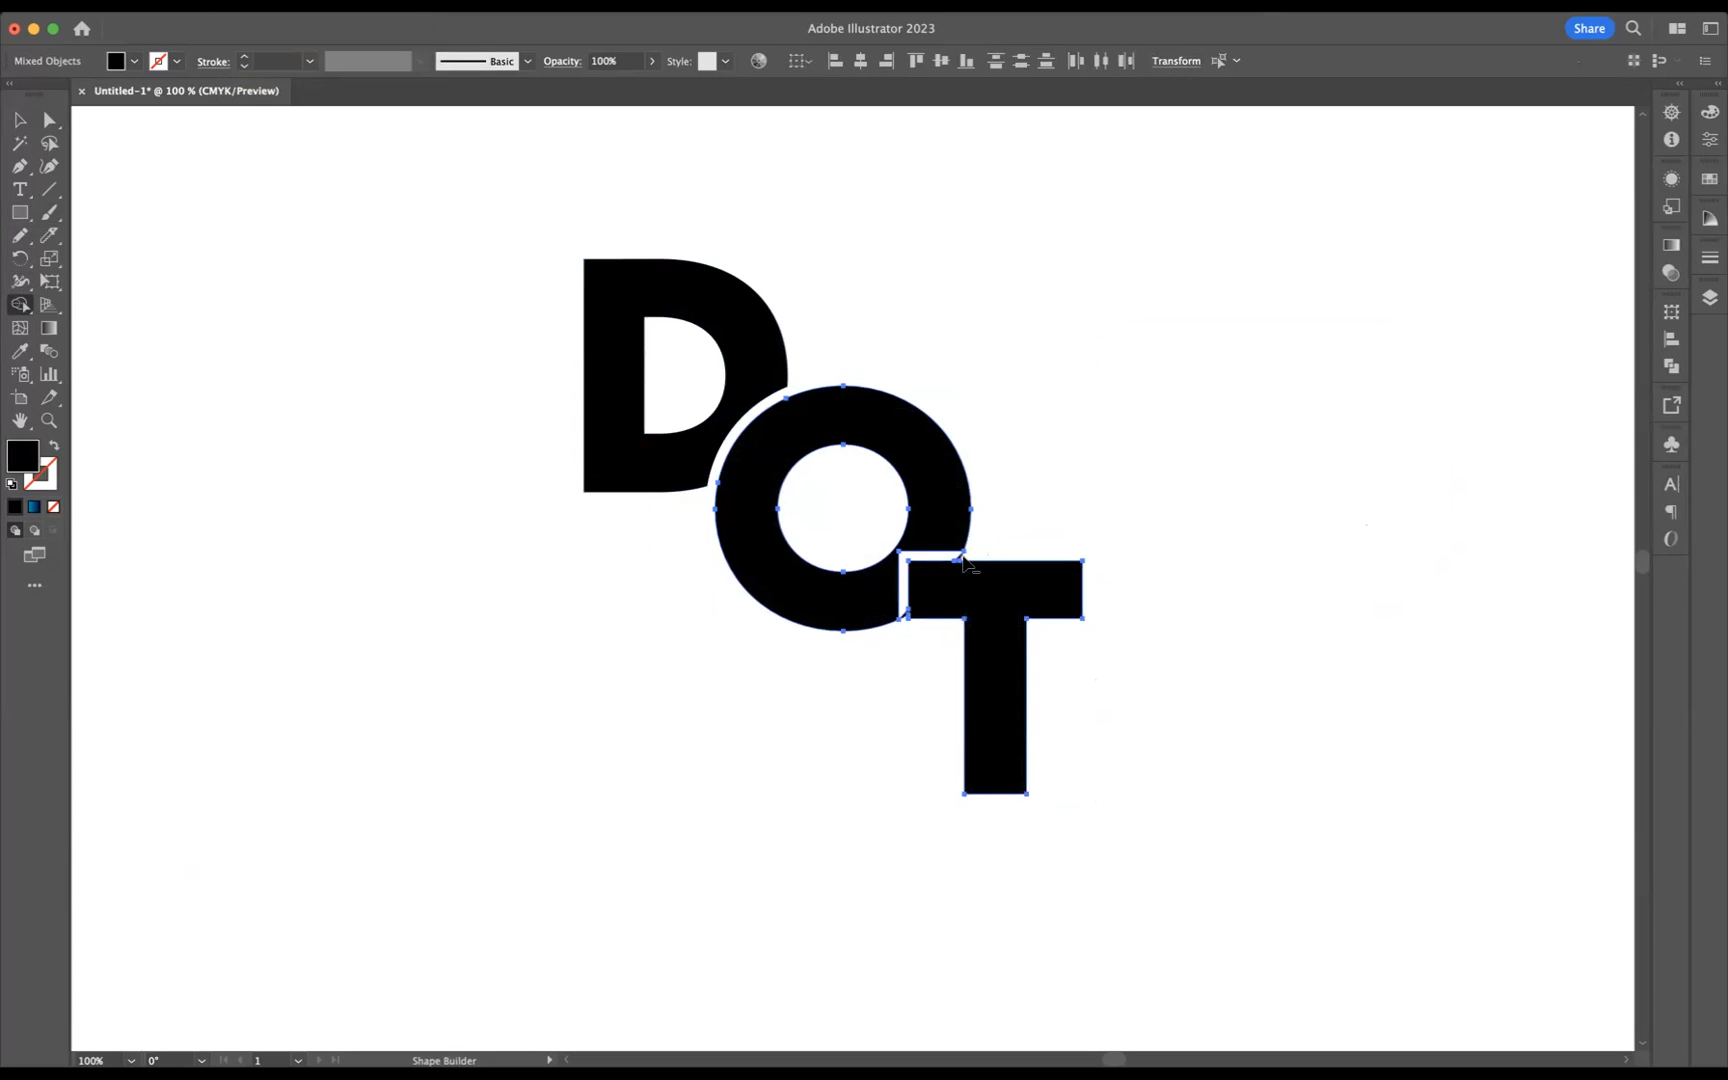 Adobe Illustrator 2023
Share
Mixed Objects
Stroke:
Basic
Opacity: 100%
Style:
Transform
× Untitled-1* @ 100 % (CMYK/Preview)
D
O
T
100%
0°
1
Shape Builder